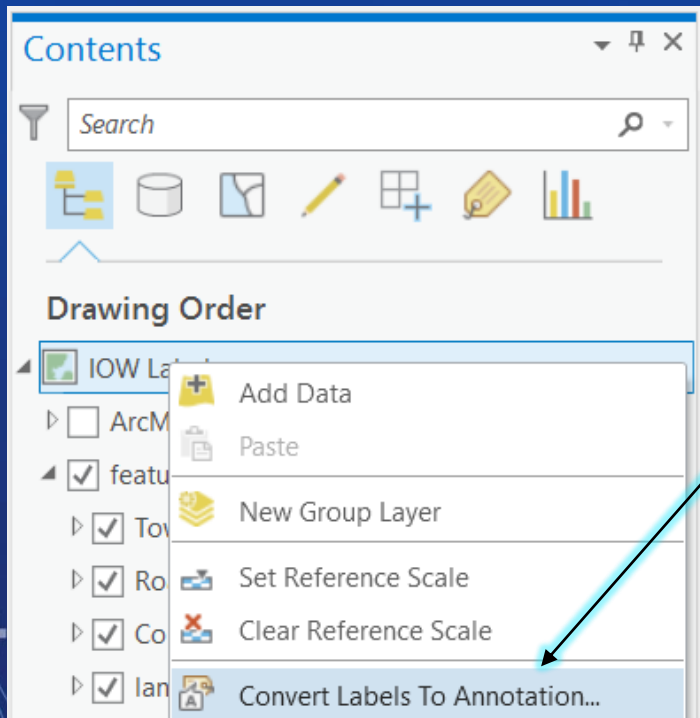 Contents
Search
Drawing Order
IOW
Add Data
ArcM
Paste
featu
New Group Layer
Tow
Ro
Set Reference Scale
Co
Clear Reference Scale
lan
Convert Labels To Annotation...